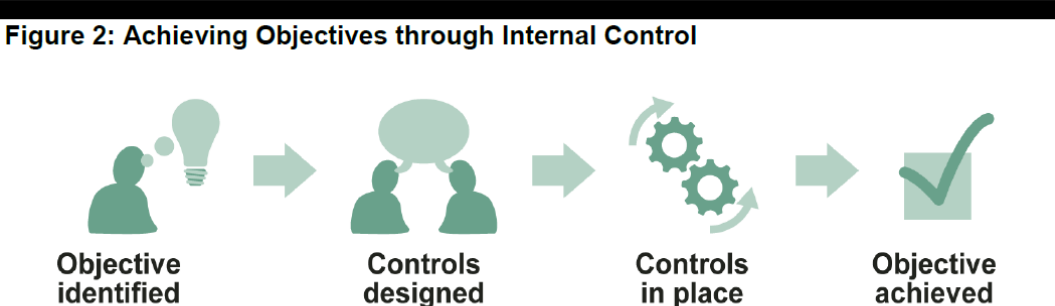 Figure 2: Achieving Objectives through Internal Control
Objective
identified
Controls
designed
Controls
in place
Objective
achieved